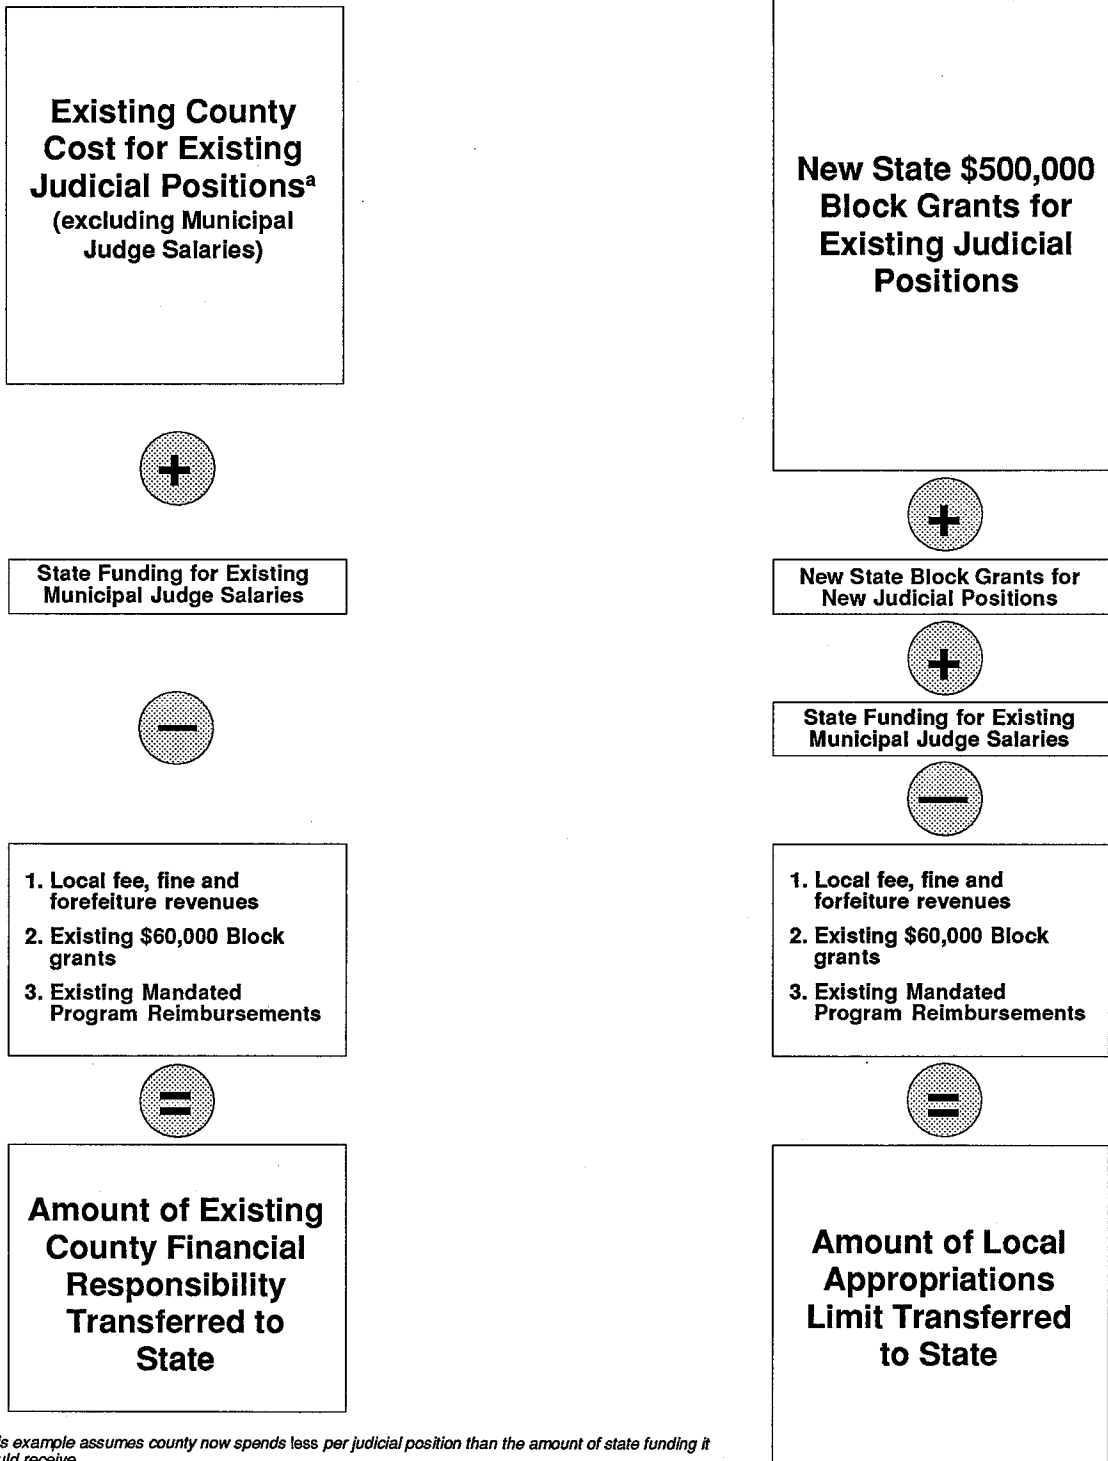 Existing County
Cost for Existing
Judicial Positionsa
(excluding Municipal
Judge Salaries)
+
State Funding for Existing
Municipal Judge Salaries
−
1. Local fee, fine and
forefeiture revenues
2. Existing $60,000 Block
grants
3. Existing Mandated
Program Reimbursements
=
Amount of Existing
County Financial
Responsibility
Transferred to
State
New State $500,000
Block Grants for
Existing Judicial
Positions
+
New State Block Grants for
New Judicial Positions
+
State Funding for Existing
Municipal Judge Salaries
−
1. Local fee, fine and
forfeiture revenues
2. Existing $60,000 Block
grants
3. Existing Mandated
Program Reimbursements
=
Amount of Local
Appropriations
Limit Transferred
to State
example assumes county now spends less per judicial position than the amount of state funding it
receive